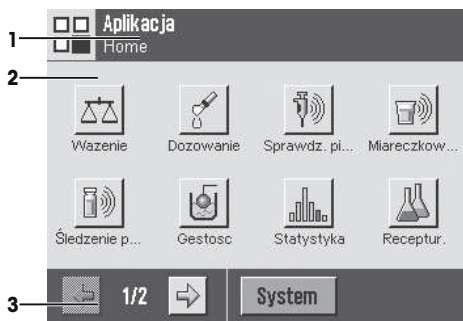 Aplikacja
1
Home
2
Wazenie
Dozowanie
Sprawdz. pi...
Miareczkow...
Śledzenie p...
Gestosc
Statystyka
Receptur.
3
1/2
System